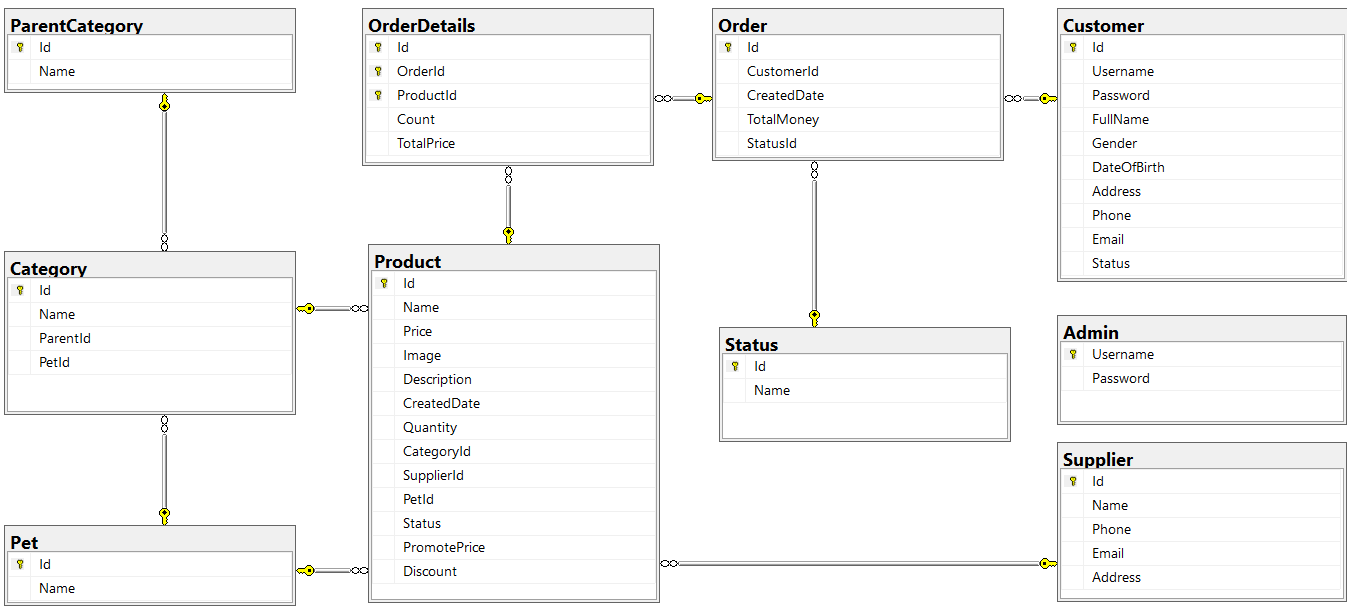 ParentCategory
Id
Name
OrderDetails
Id
OrderId
ProductId
Count
TotalPrice
Order
Id
CustomerId
CreatedDate
TotalMoney
StatusId
Customer
Id
Username
Password
FullName
Gender
DateOfBirth
Address
Phone
Email
Status
Category
Id
Name
ParentId
PetId
Product
Id
Name
Price
Image
Description
CreatedDate
Quantity
CategoryId
SupplierId
PetId
Status
PromotePrice
Discount
Status
Id
Name
Admin
Username
Password
Supplier
Id
Name
Phone
Email
Address
Pet
Id
Name